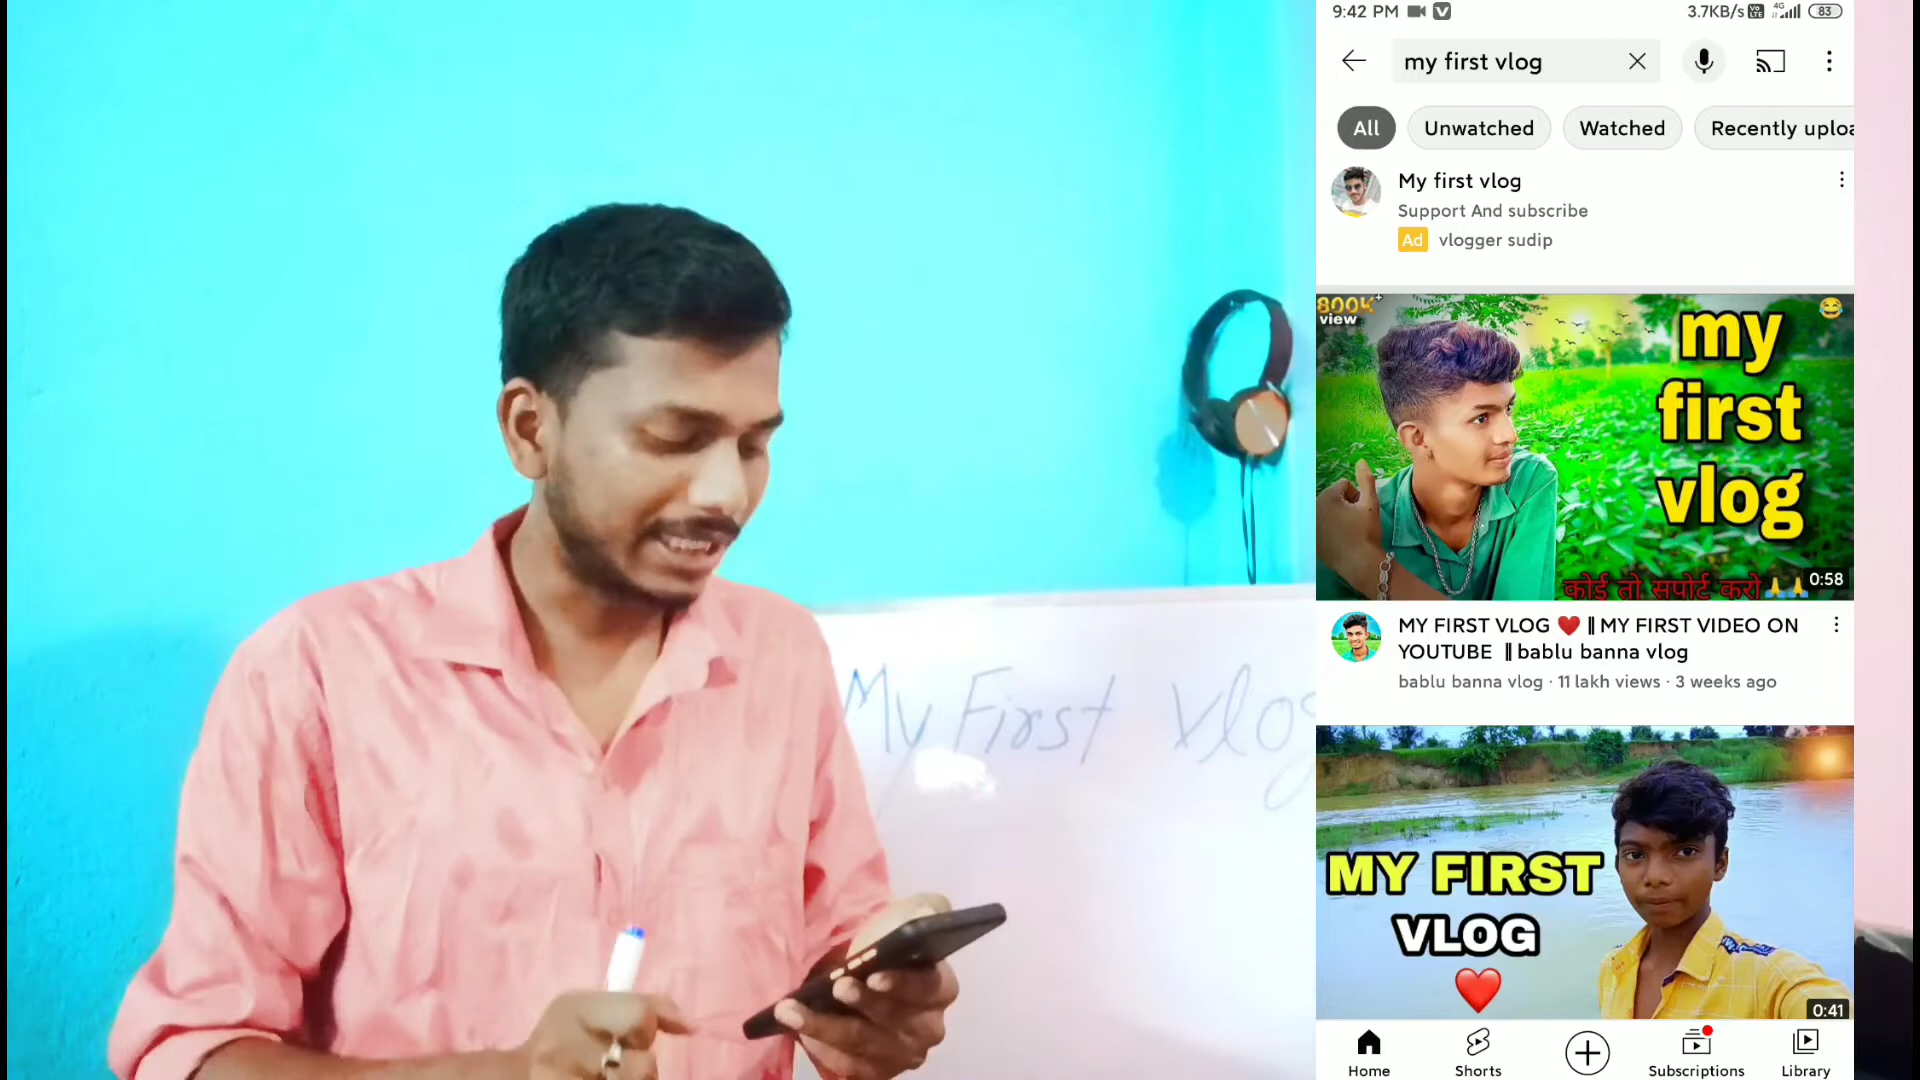 9:42 PM
3.7KB/s Vo LTE 4G 83
my first vlog
All Unwatched Watched Recently uploa
My first vlog
Support And subscribe
Ad vlogger sudip
800K+
view
my
first
vlog
कोई तो सपोर्ट करो🙏🙏
0:58
MY FIRST VLOG ❤️ || MY FIRST VIDEO ON
YOUTUBE || bablu banna vlog
bablu banna vlog · 11 lakh views · 3 weeks ago
My First Vlog
MY FIRST
VLOG
❤️
0:41
Home Shorts Subscriptions Library